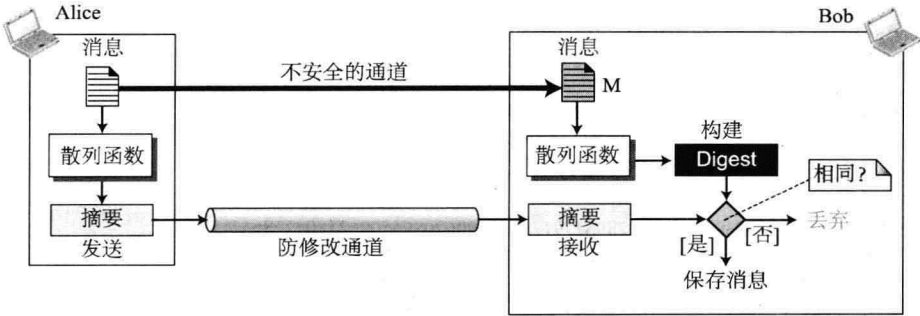 Alice
Bob
消息
消息
不安全的通道
M
散列函数
散列函数
构建
Digest
相同?
摘要
摘要
丢弃
发送
防修改通道
接收
[是]
[否]
保存消息